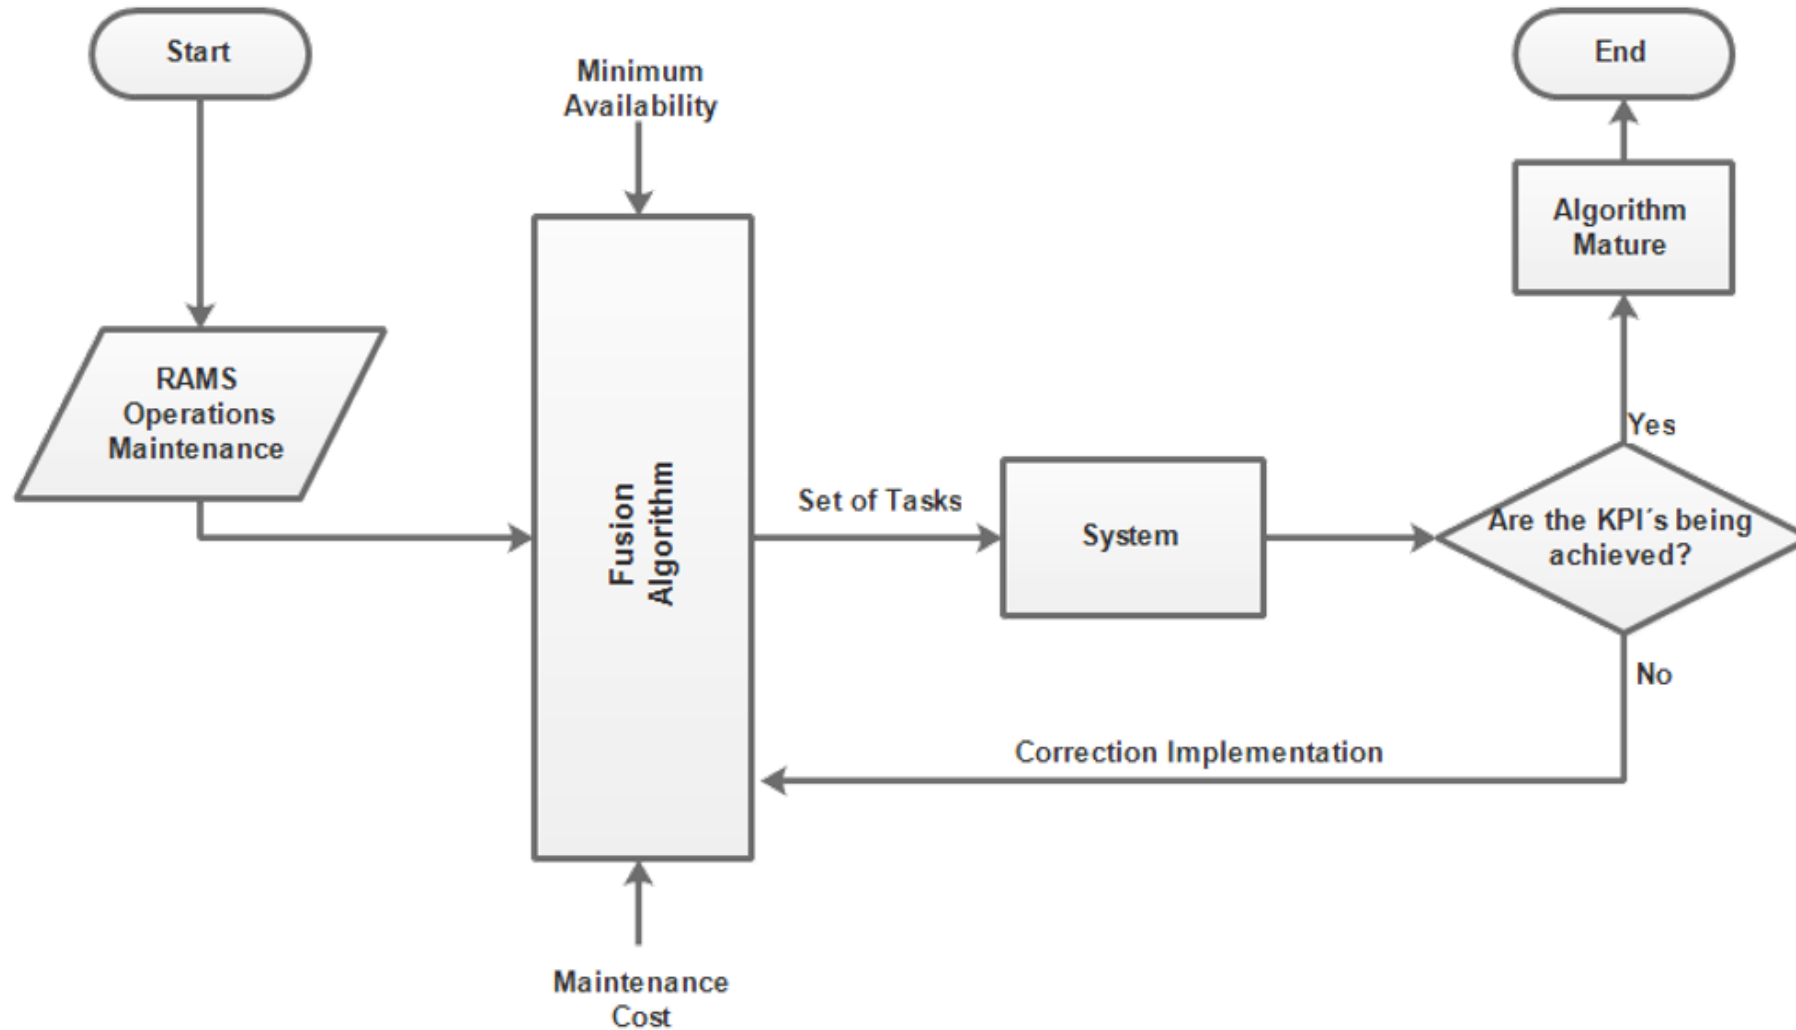 Start
End
Minimum
Availability
Algorithm
Mature
RAMS
Operations
Maintenance
Yes
Fusion
Algorithm
Set of Tasks
System
Are the KPI´s being
achieved?
No
Correction Implementation
Maintenance
Cost